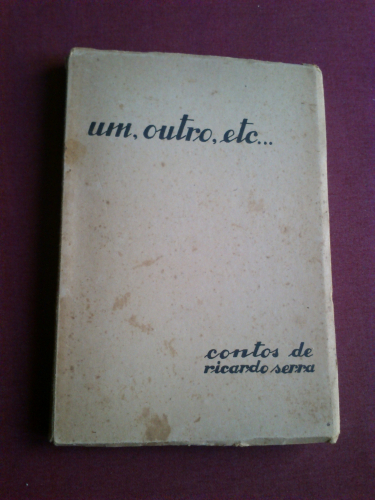 um, outro, etc...
contos de
ricardo serra